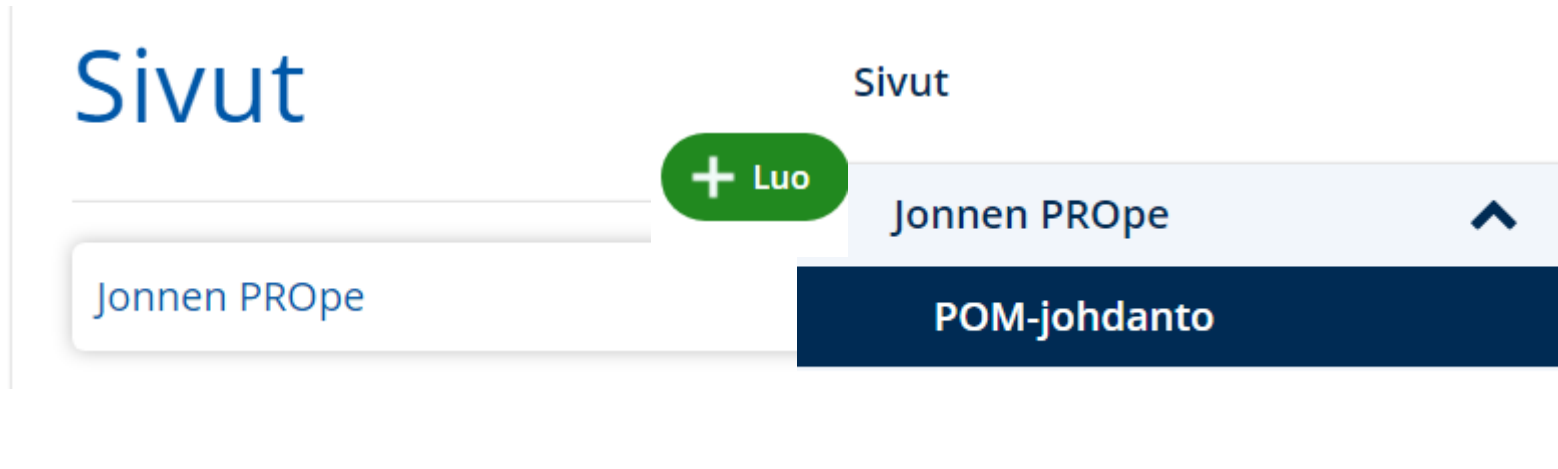 Sivut
Jonnen PROpe
Luo
Sivut
Jonnen PROpe
POM-johdanto